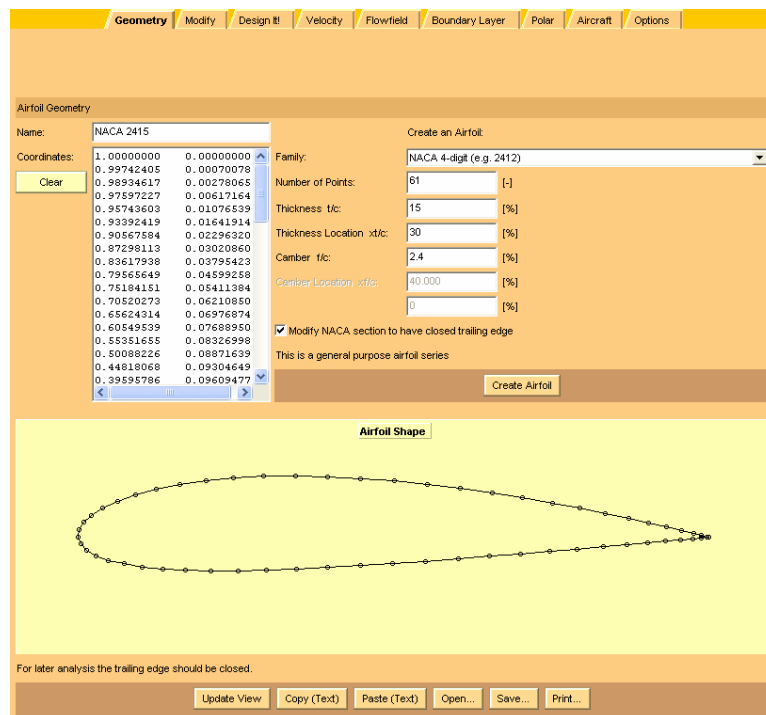 Geometry Modify Design It! Velocity Flowfield Boundary Layer Polar Aircraft Options
Airfoil Geometry
Name: NACA 2415 Create an Airfoil:
Coordinates: Family: NACA 4-digit (e.g. 2412)
Clear
1.00000000 0.00000000
0.99742405 0.00070078
0.98934617 0.00278065
0.97597227 0.00617164
0.95743603 0.01076539
0.93392419 0.01641914
0.90567584 0.02296320
0.87298113 0.03020860
0.83617938 0.03795423
0.79565649 0.04599258
0.75184151 0.05411384
0.70520273 0.06210850
0.65624314 0.06976874
0.60549539 0.07688950
0.55351655 0.08326998
0.50088226 0.08871639
0.44818068 0.09304649
0.39595786 0.09609477
Number of Points: 61 [-]
Thickness t/c: 15 [%]
Thickness Location xt/c: 30 [%]
Camber f/c: 2.4 [%]
Camber Location xf/c: 40.000 [%]
0 [%]
Modify NACA section to have closed trailing edge
This is a general purpose airfoil series
Create Airfoil
Airfoil Shape
For later analysis the trailing edge should be closed.
Update View Copy (Text) Paste (Text) Open... Save... Print...